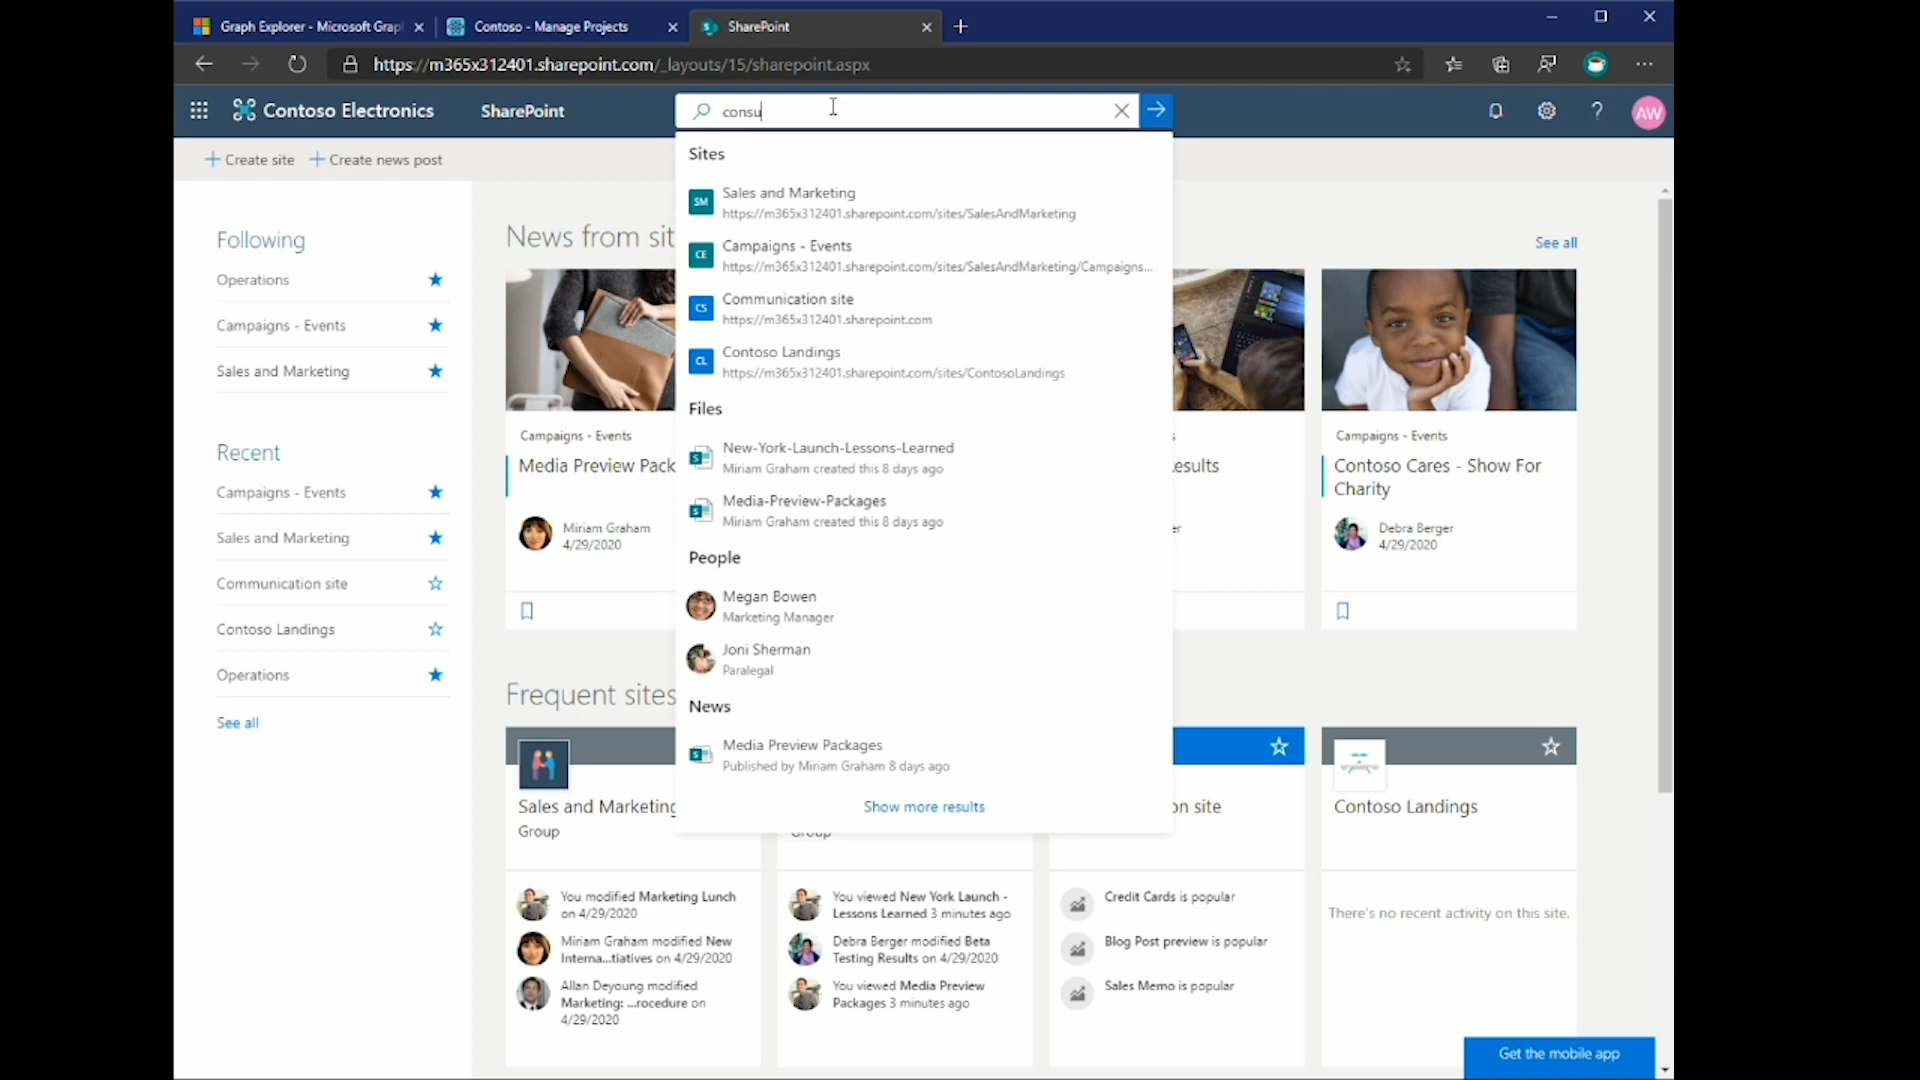 Graph Explorer - Microsoft Grap
Contoso - Manage Projects
SharePoint
https://m365x312401.sharepoint.com/_layouts/15/sharepoint.aspx
Contoso Electronics
SharePoint
consu
?
AW
Create site
Create news post
Following
Operations
Campaigns - Events
Sales and Marketing
Recent
Campaigns - Events
Sales and Marketing
Communication site
Contoso Landings
Operations
See all
News from sit
See all
Sites
SM
Sales and Marketing
https://m365x312401.sharepoint.com/sites/SalesAndMarketing
CE
Campaigns - Events
https://m365x312401.sharepoint.com/sites/SalesAndMarketing/Campaigns...
CS
Communication site
https://m365x312401.sharepoint.com
CL
Contoso Landings
https://m365x312401.sharepoint.com/sites/ContosoLandings
Files
New-York-Launch-Lessons-Learned
Miriam Graham created this 8 days ago
Media-Preview-Packages
Miriam Graham created this 8 days ago
People
Megan Bowen
Marketing Manager
Joni Sherman
Paralegal
News
Media Preview Packages
Published by Miriam Graham 8 days ago
Show more results
Campaigns - Events
Media Preview Pack
Miriam Graham
4/29/2020
esults
er
Campaigns - Events
Contoso Cares - Show For
Charity
Debra Berger
4/29/2020
Frequent sites
Sales and Marketing
Group
Group
on site
Contoso Landings
You modified Marketing Lunch
on 4/29/2020
Miriam Graham modified New
Interna...tiatives on 4/29/2020
Allan Deyoung modified
Marketing: ...rocedure on
4/29/2020
You viewed New York Launch -
Lessons Learned 3 minutes ago
Debra Berger modified Beta
Testing Results on 4/29/2020
You viewed Media Preview
Packages 3 minutes ago
Credit Cards is popular
Blog Post preview is popular
Sales Memo is popular
There's no recent activity on this site.
Get the mobile app